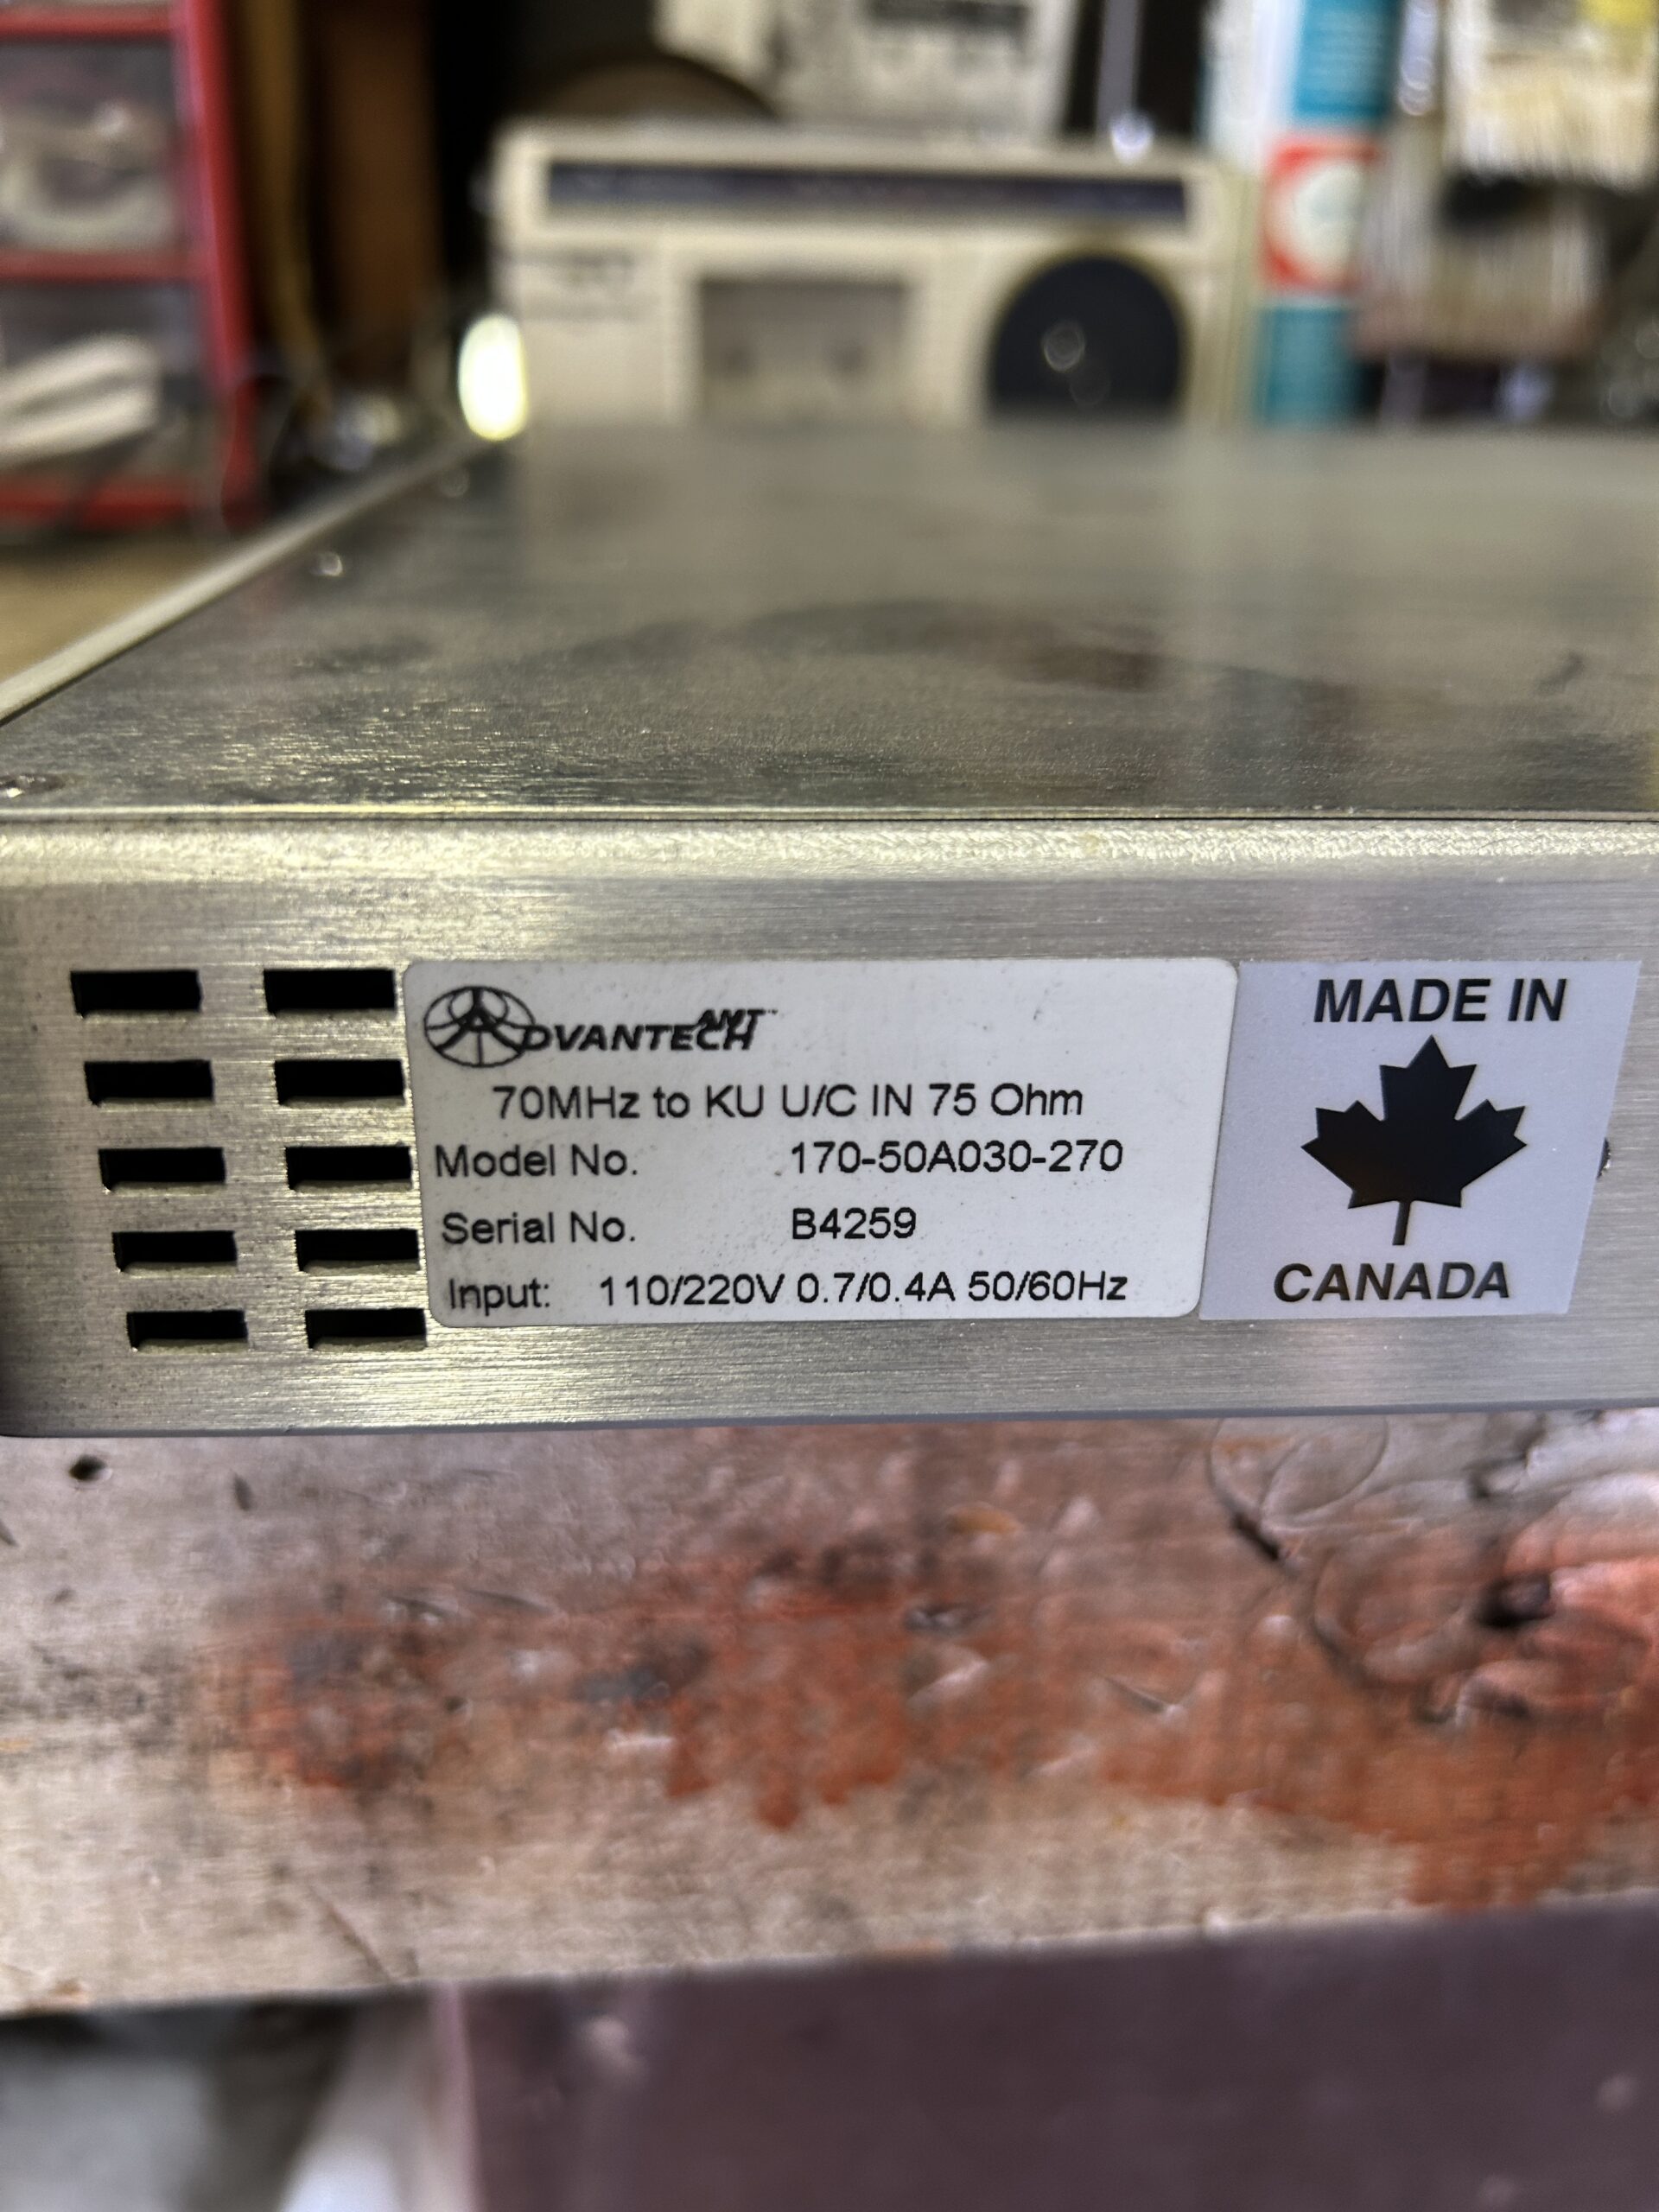 ADVANTECH AMT™
70MHz to KU U/C IN 75 Ohm
Model No. 170-50A030-270
Serial No. B4259
Input: 110/220V 0.7/0.4A 50/60Hz
MADE IN
CANADA